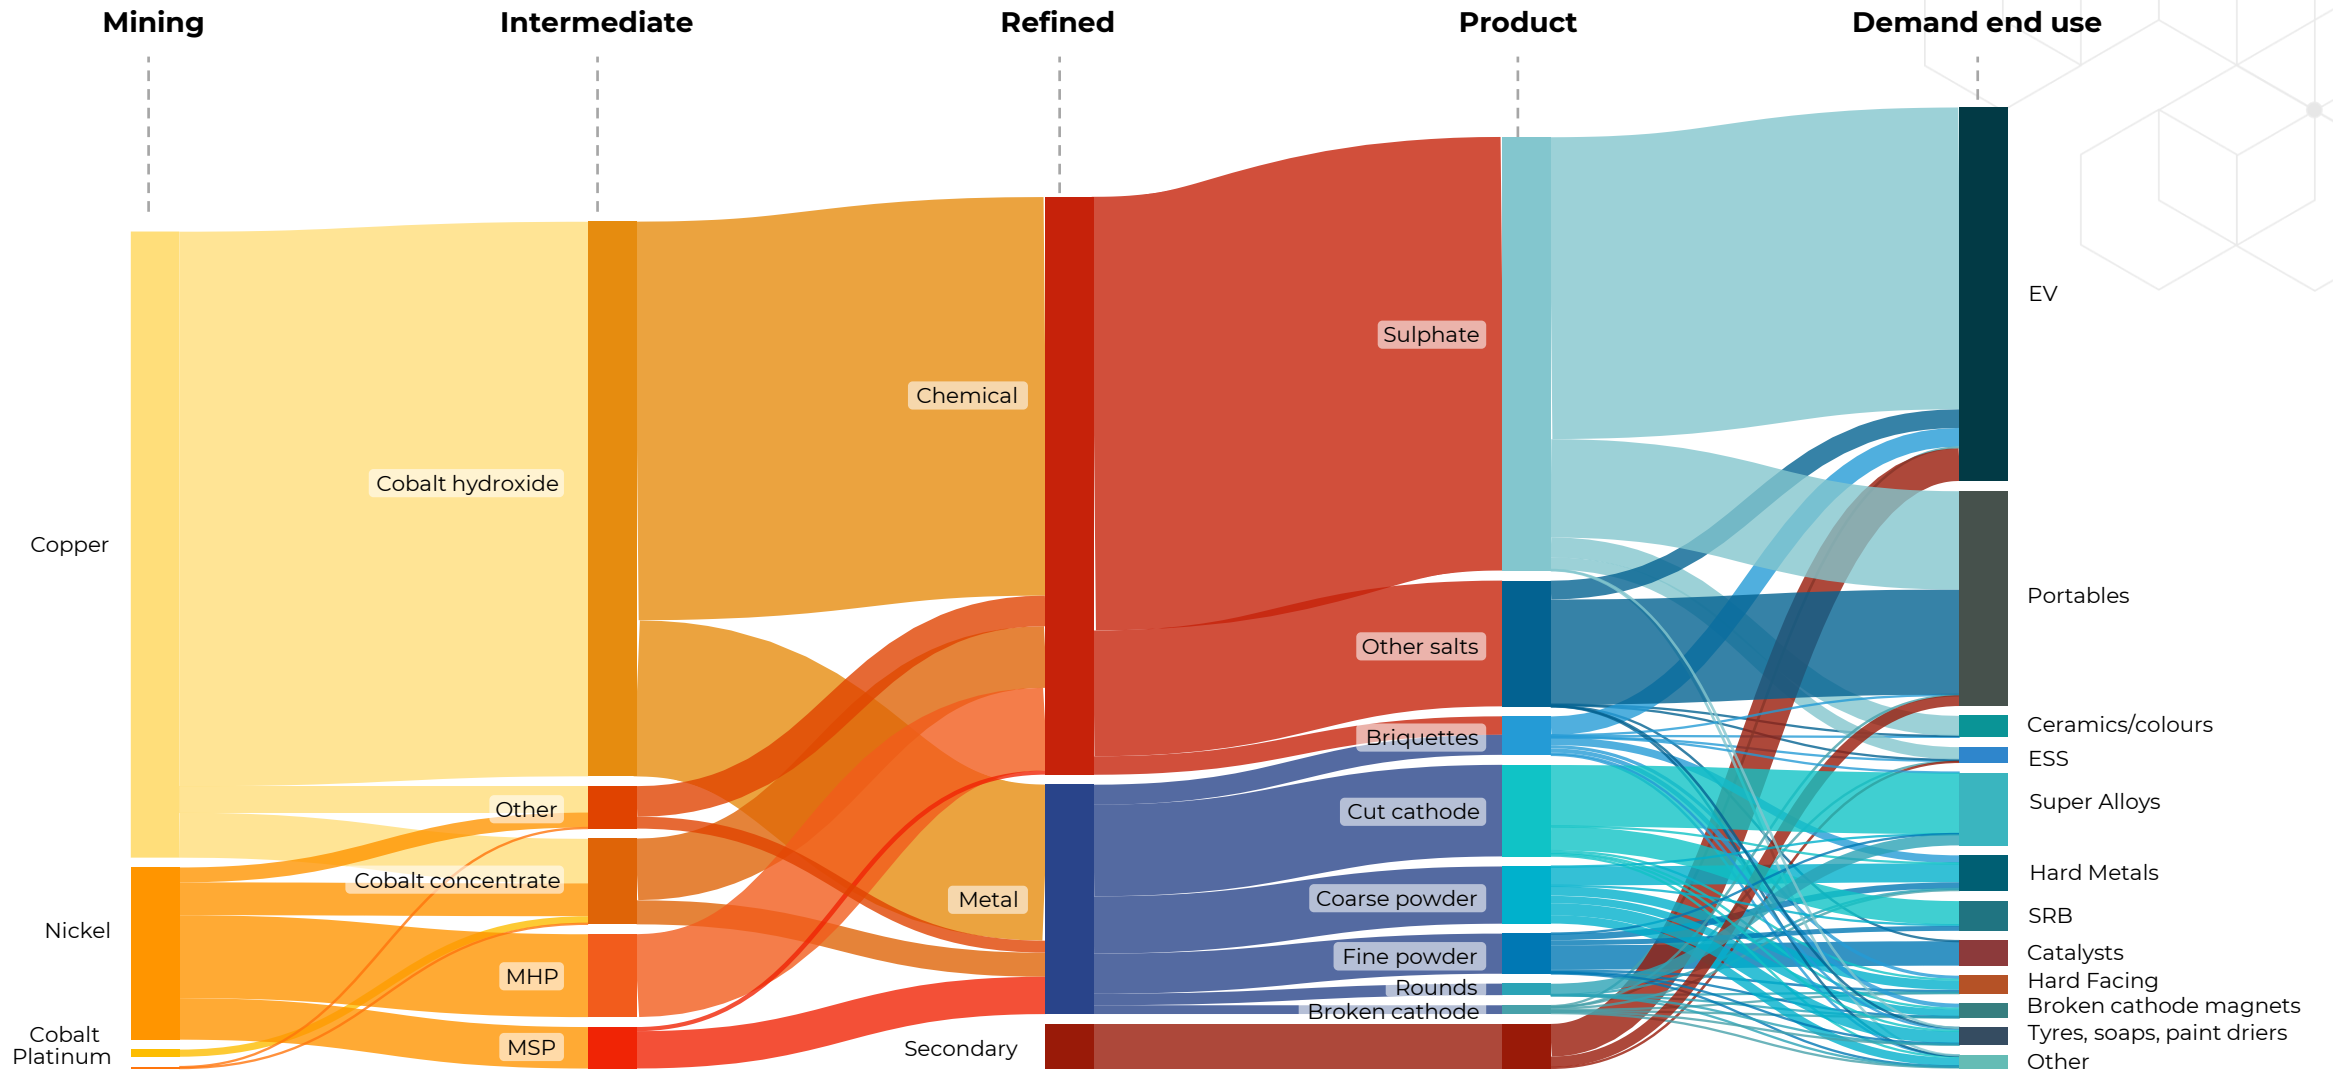 Mining
Intermediate
Refined
Product
Demand end use
Copper
Nickel
Cobalt
Platinum
Cobalt hydroxide
Other
Cobalt concentrate
MHP
MSP
Chemical
Metal
Secondary
Sulphate
Other salts
Briquettes
Cut cathode
Coarse powder
Fine powder
Rounds
Broken cathode
EV
Portables
Ceramics/colours
ESS
Super Alloys
Hard Metals
SRB
Catalysts
Hard Facing
Broken cathode magnets
Tyres, soaps, paint driers
Other